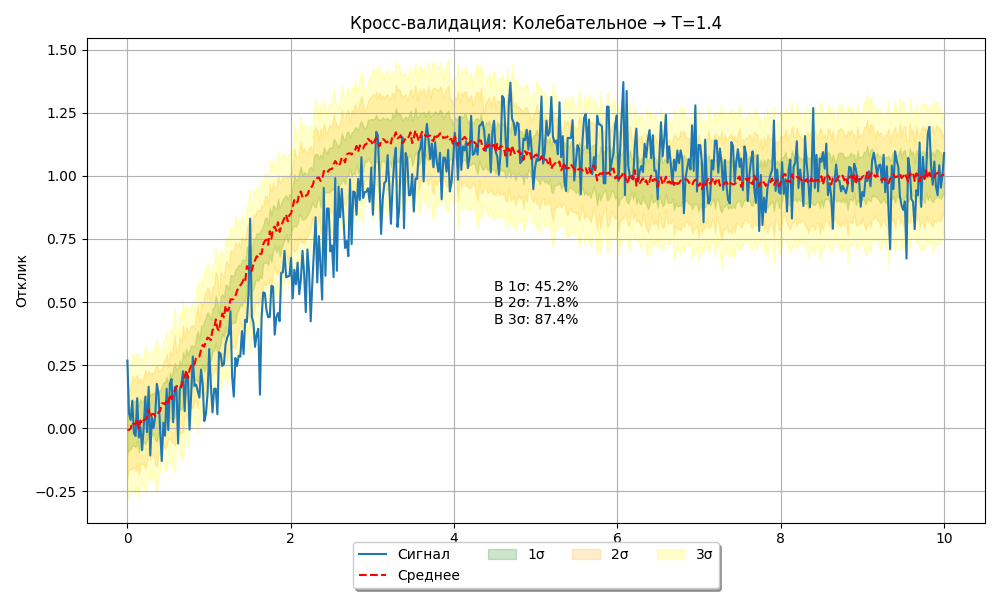 Кросс-валидация: Колебательное → T=1.4
1.50
1.25
1.00
0.75
0.50
0.25
0.00
−0.25
Отклик
В 1σ: 45.2%
В 2σ: 71.8%
В 3σ: 87.4%
0 2 4 6 8 10
Сигнал 1σ 2σ 3σ
Среднее